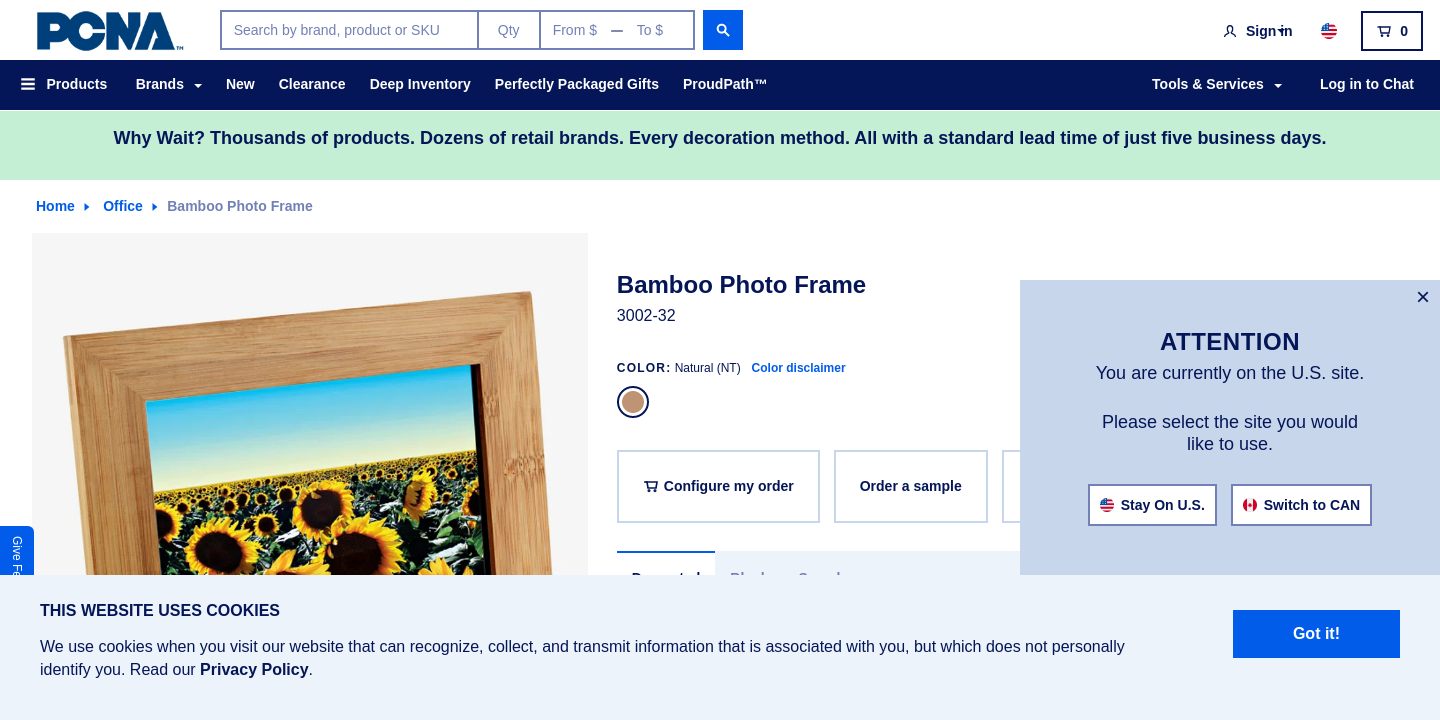 PCNA™
Search by brand, product or SKU
Qty
From $ — To $
Sign in
0
Products
Brands
New
Clearance
Deep Inventory
Perfectly Packaged Gifts
ProudPath™
Tools & Services
Log in to Chat
Why Wait? Thousands of products. Dozens of retail brands. Every decoration method. All with a standard lead time of just five business days.
Home
Office
Bamboo Photo Frame
Bamboo Photo Frame
3002-32
COLOR: Natural (NT) Color disclaimer
Configure my order
Order a sample
×
ATTENTION
You are currently on the U.S. site.
Please select the site you would
like to use.
Stay On U.S.
Switch to CAN
Give Fe
THIS WEBSITE USES COOKIES
We use cookies when you visit our website that can recognize, collect, and transmit information that is associated with you, but which does not personally
identify you. Read our Privacy Policy.
Got it!